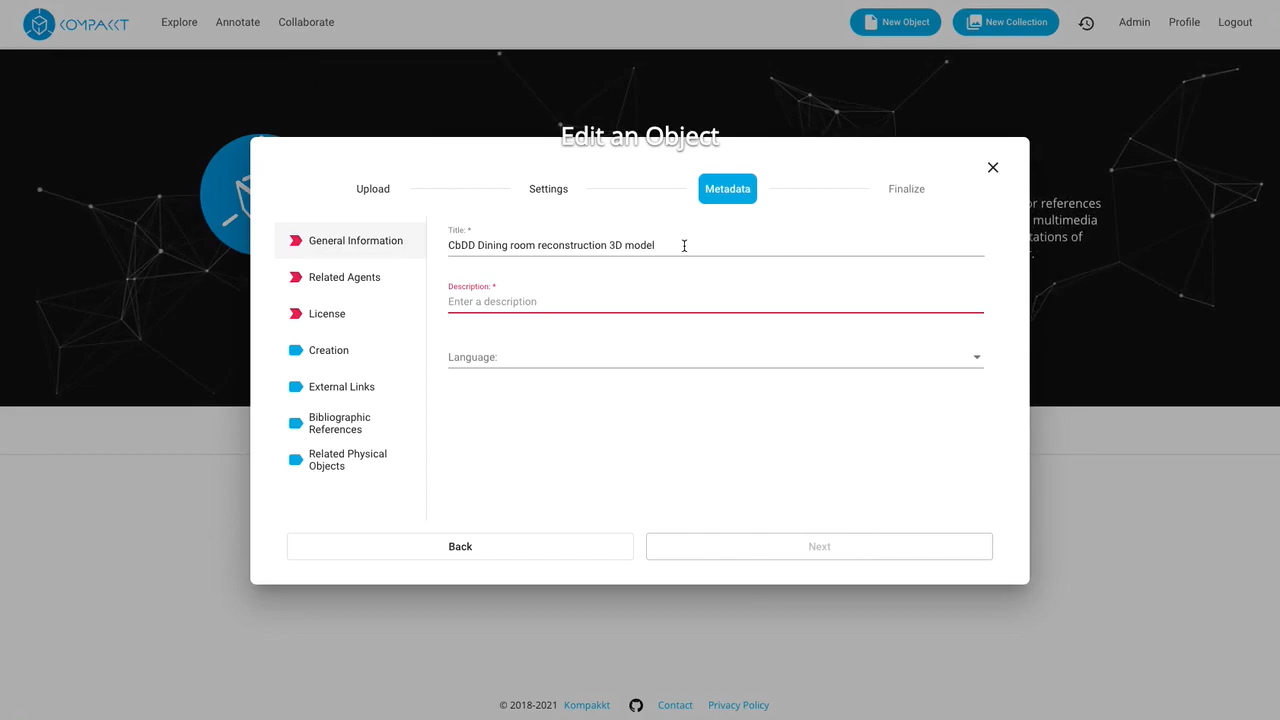 KOMPAKKT
Explore
Annotate
Collaborate
New Object
New Collection
Admin
Profile
Logout
Edit an Object
Upload
Settings
Metadata
Finalize
or references
multimedia
tations of
General Information
Related Agents
License
Creation
External Links
Bibliographic
References
Related Physical
Objects
Title: *
CbDD Dining room reconstruction 3D model
Description: *
Enter a description
Language:
Back
Next
© 2018-2021 Kompakkt Contact Privacy Policy